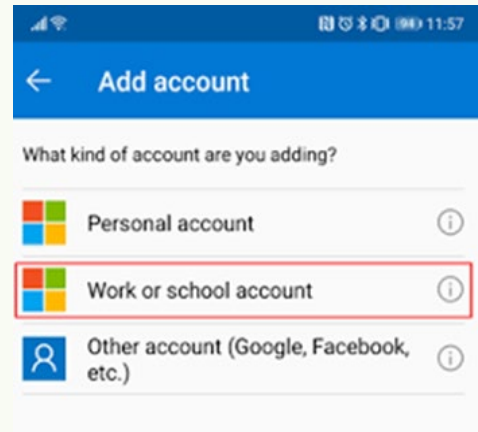 94 11:57
Add account
What kind of account are you adding?
Personal account
Work or school account
Other account (Google, Facebook,
etc.)